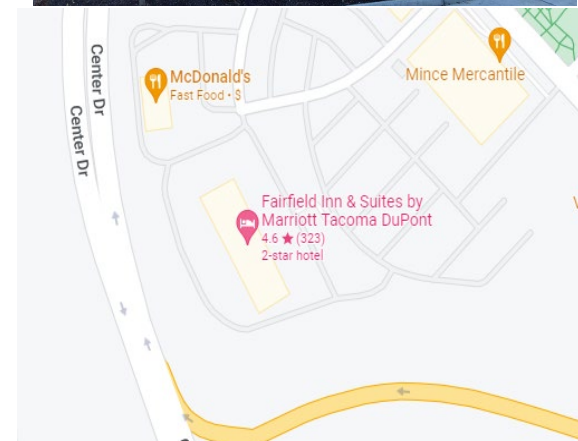 Center Dr
Center Dr
McDonald's
Fast Food • $
Mince Mercantile
Fairfield Inn & Suites by
Marriott Tacoma DuPont
4.6 ★ (323)
2-star hotel